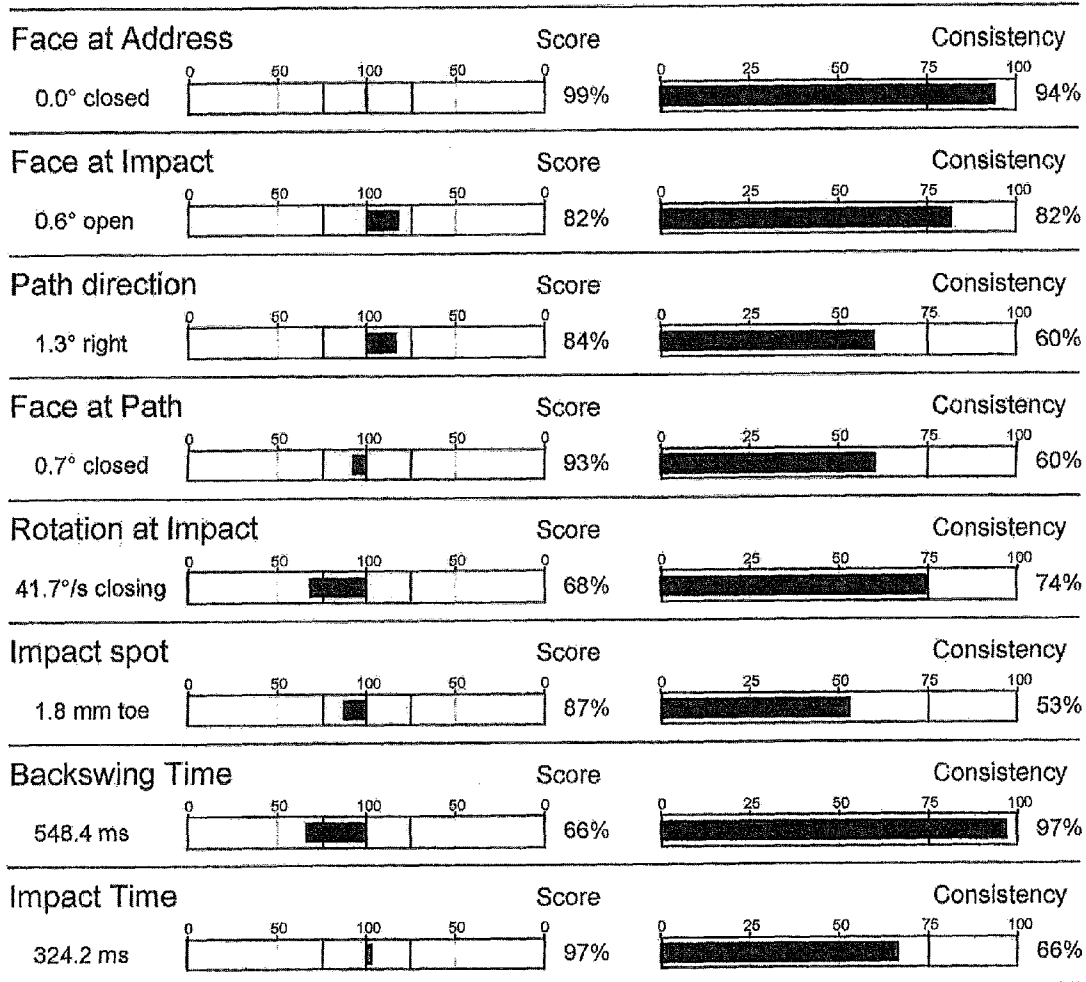 Face at Address Score Consistency
0 50 100 50 0 0 25 50 75 100
0.0° closed 99% 94%
Face at Impact Score Consistency
0 50 100 50 0 0 25 50 75 100
0.6° open 82% 82%
Path direction Score Consistency
0 50 100 50 0 0 25 50 75 100
1.3° right 84% 60%
Face at Path Score Consistency
0 50 100 50 0 0 25 50 75 100
0.7° closed 93% 60%
Rotation at Impact Score Consistency
0 50 100 50 0 0 25 50 75 100
41.7°/s closing 68% 74%
Impact spot Score Consistency
0 50 100 50 0 0 25 50 75 100
1.8 mm toe 87% 53%
Backswing Time Score Consistency
0 50 100 50 0 0 25 50 75 100
548.4 ms 66% 97%
Impact Time Score Consistency
0 50 100 50 0 0 25 50 75 100
324.2 ms 97% 66%